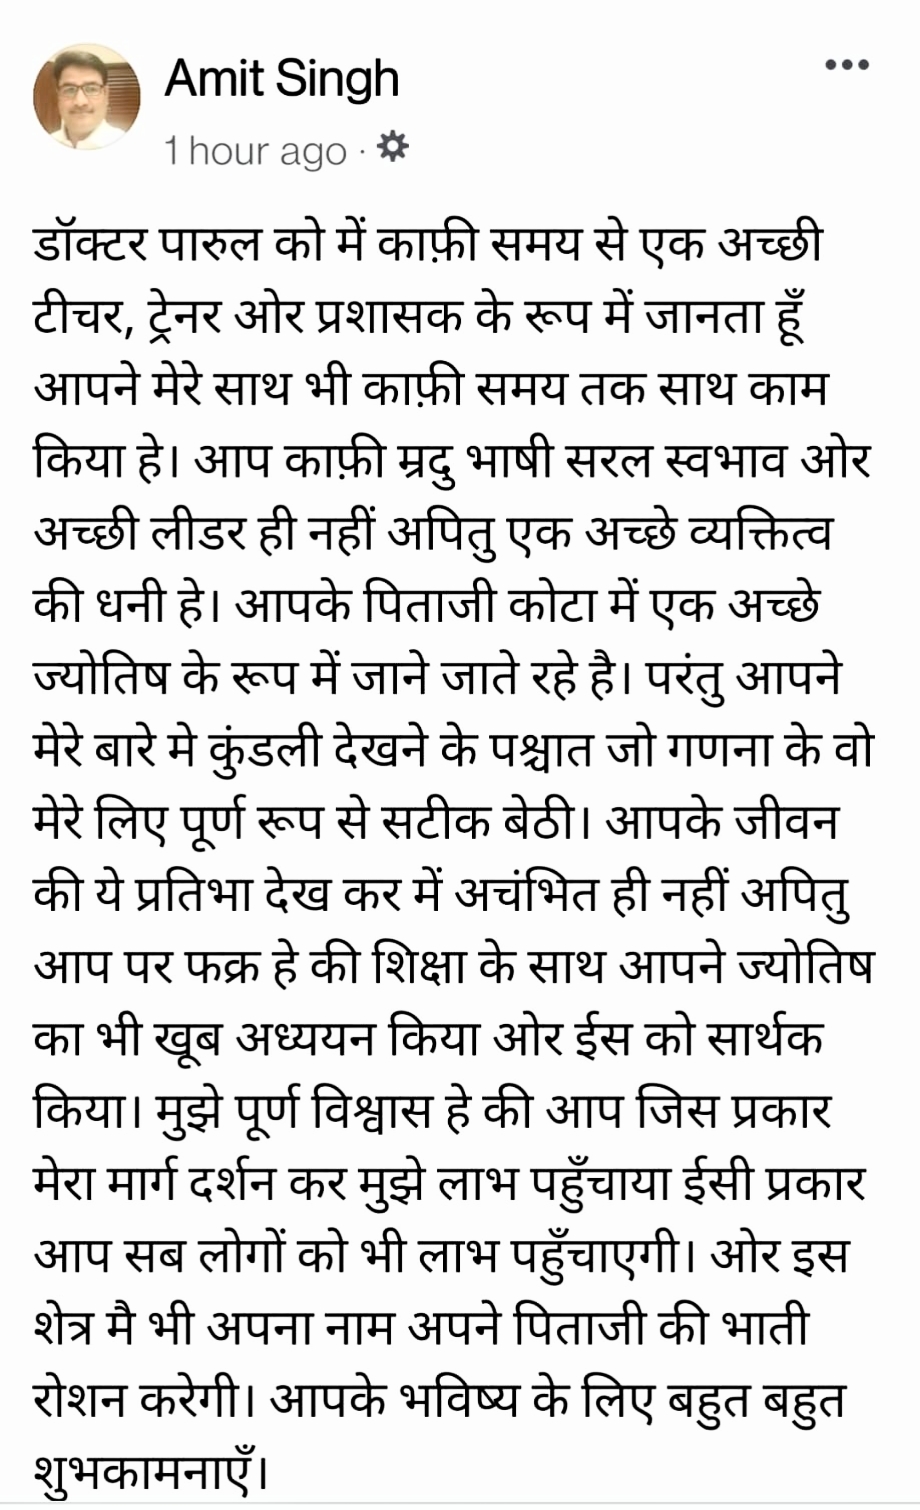 Amit Singh
1 hour ago ·
डॉक्टर पारुल को में काफ़ी समय से एक अच्छी
टीचर, ट्रेनर ओर प्रशासक के रूप में जानता हूँ
आपने मेरे साथ भी काफ़ी समय तक साथ काम
किया हे। आप काफ़ी म्रदु भाषी सरल स्वभाव ओर
अच्छी लीडर ही नहीं अपितु एक अच्छे व्यक्तित्व
की धनी हे। आपके पिताजी कोटा में एक अच्छे
ज्योतिष के रूप में जाने जाते रहे है। परंतु आपने
मेरे बारे मे कुंडली देखने के पश्चात जो गणना के वो
मेरे लिए पूर्ण रूप से सटीक बेठी। आपके जीवन
की ये प्रतिभा देख कर में अचंभित ही नहीं अपितु
आप पर फक्र हे की शिक्षा के साथ आपने ज्योतिष
का भी खूब अध्ययन किया ओर ईस को सार्थक
किया। मुझे पूर्ण विश्वास हे की आप जिस प्रकार
मेरा मार्ग दर्शन कर मुझे लाभ पहुँचाया ईसी प्रकार
आप सब लोगों को भी लाभ पहुँचाएगी। ओर इस
शेत्र मै भी अपना नाम अपने पिताजी की भाती
रोशन करेगी। आपके भविष्य के लिए बहुत बहुत
शुभकामनाएँ।